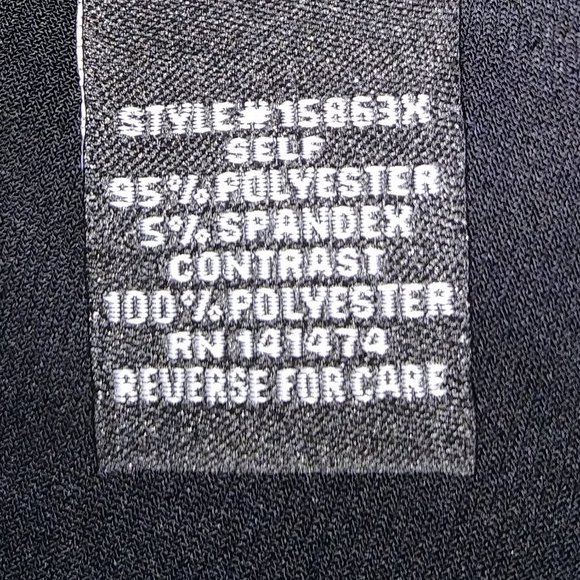 STYLE# 15863X
SELF
95% POLYESTER
5% SPANDEX
CONTRAST
100% POLYESTER
RN 141474
REVERSE FOR CARE